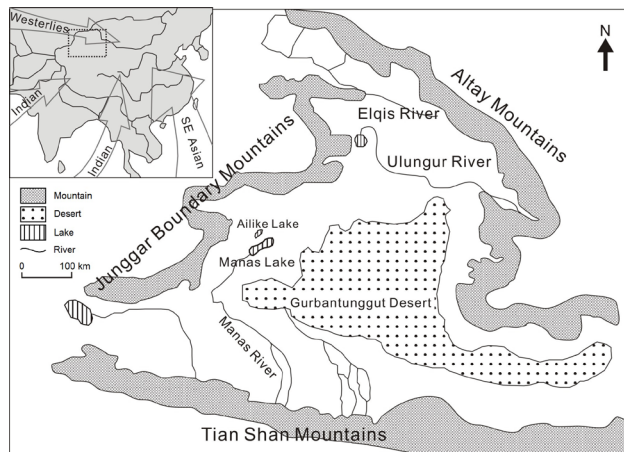 Westerlies
Indian
Indian
SE Asian
N
Altay Mountains
Elqis River
Ulungur River
Junggar Boundary Mountains
Mountain
Desert
Lake
River
0 100 km
Ailike Lake
Manas Lake
Gurbantunggut Desert
Manas River
Tian Shan Mountains